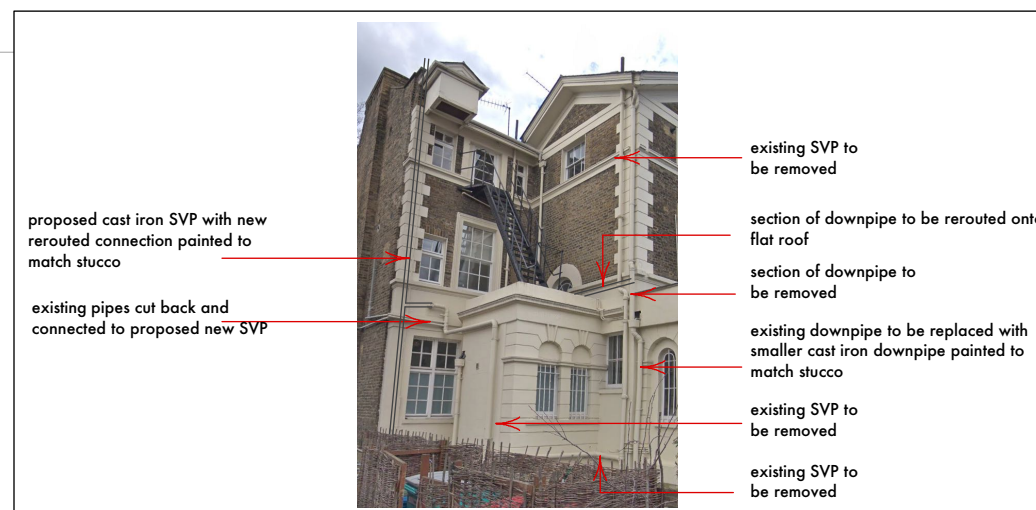 proposed cast iron SVP with new
rerouted connection painted to
match stucco
existing pipes cut back and
connected to proposed new SVP
existing SVP to
be removed
section of downpipe to be rerouted onto
flat roof
section of downpipe to
be removed
existing downpipe to be replaced with
smaller cast iron downpipe painted to
match stucco
existing SVP to
be removed
existing SVP to
be removed